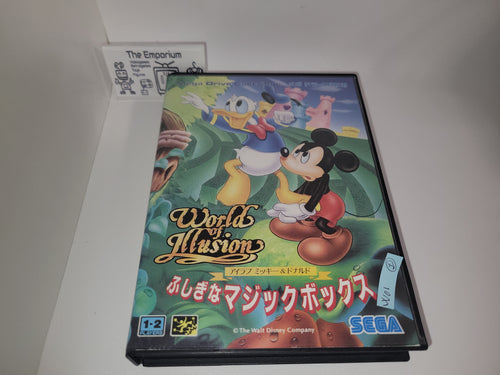 The Emporium
World
of
Illusion
アイラブ ミッキー&ドナルド
ふしぎなマジックボックス
1-2
PLAYERS
© The Walt Disney Company
SEGA